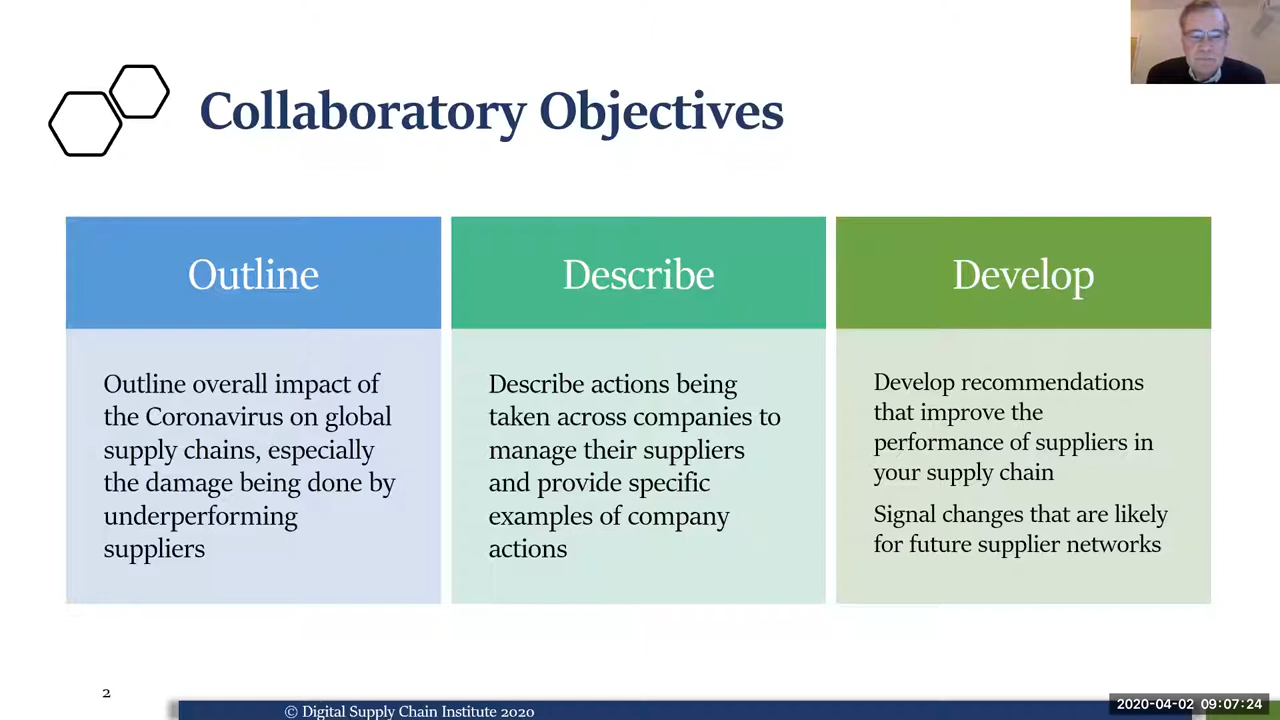 Collaboratory Objectives
Outline
Outline overall impact of
the Coronavirus on global
supply chains, especially
the damage being done by
underperforming
suppliers
Describe
Describe actions being
taken across companies to
manage their suppliers
and provide specific
examples of company
actions
Develop
Develop recommendations
that improve the
performance of suppliers in
your supply chain
Signal changes that are likely
for future supplier networks
2
© Digital Supply Chain Institute 2020
2020-04-02 09:07:24